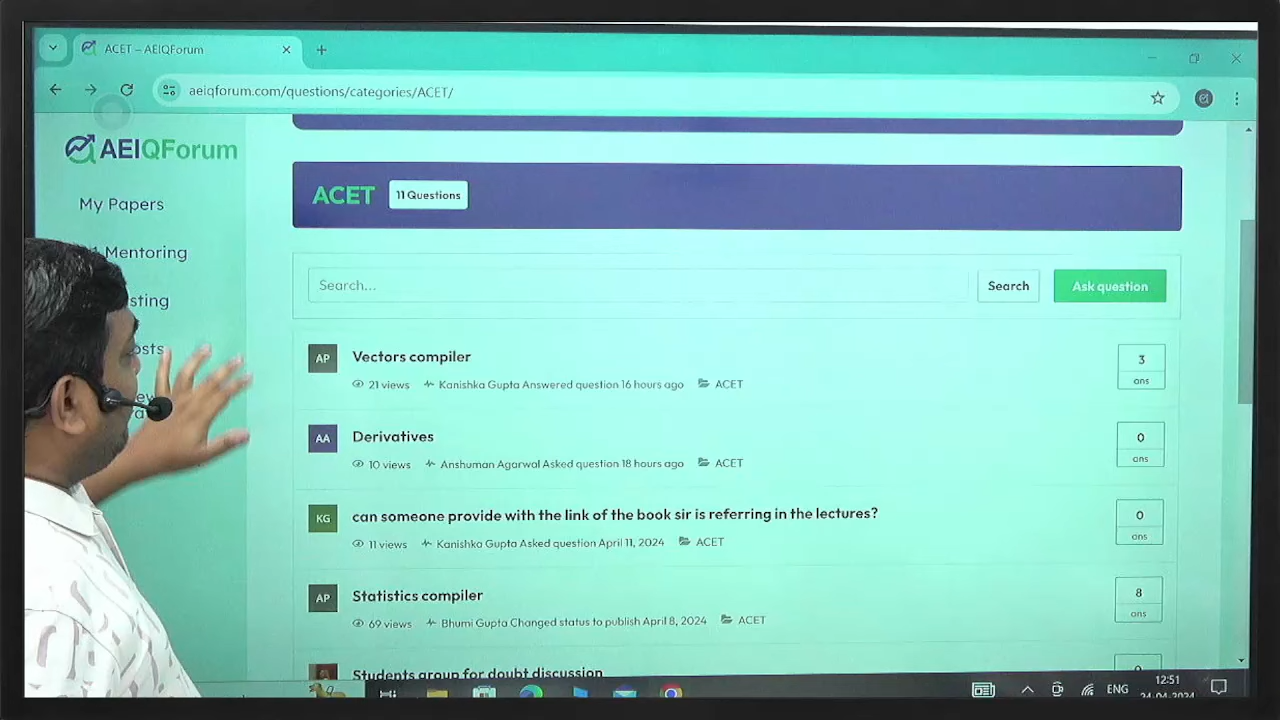 ACET – AEIQForum
aeiqforum.com/questions/categories/ACET/
AEIQForum
My Papers
Mentoring
sting
osts
ACET 11 Questions
Search... Search Ask question
AP Vectors compiler 3
21 views Kanishka Gupta Answered question 16 hours ago ACET ans
AA Derivatives 0
10 views Anshuman Agarwal Asked question 18 hours ago ACET ans
KG can someone provide with the link of the book sir is referring in the lectures? 0
11 views Kanishka Gupta Asked question April 11, 2024 ACET ans
AP Statistics compiler 8
69 views Bhumi Gupta Changed status to publish April 8, 2024 ACET ans
Students group for doubt discussion
ENG 12:51
24-04-2024